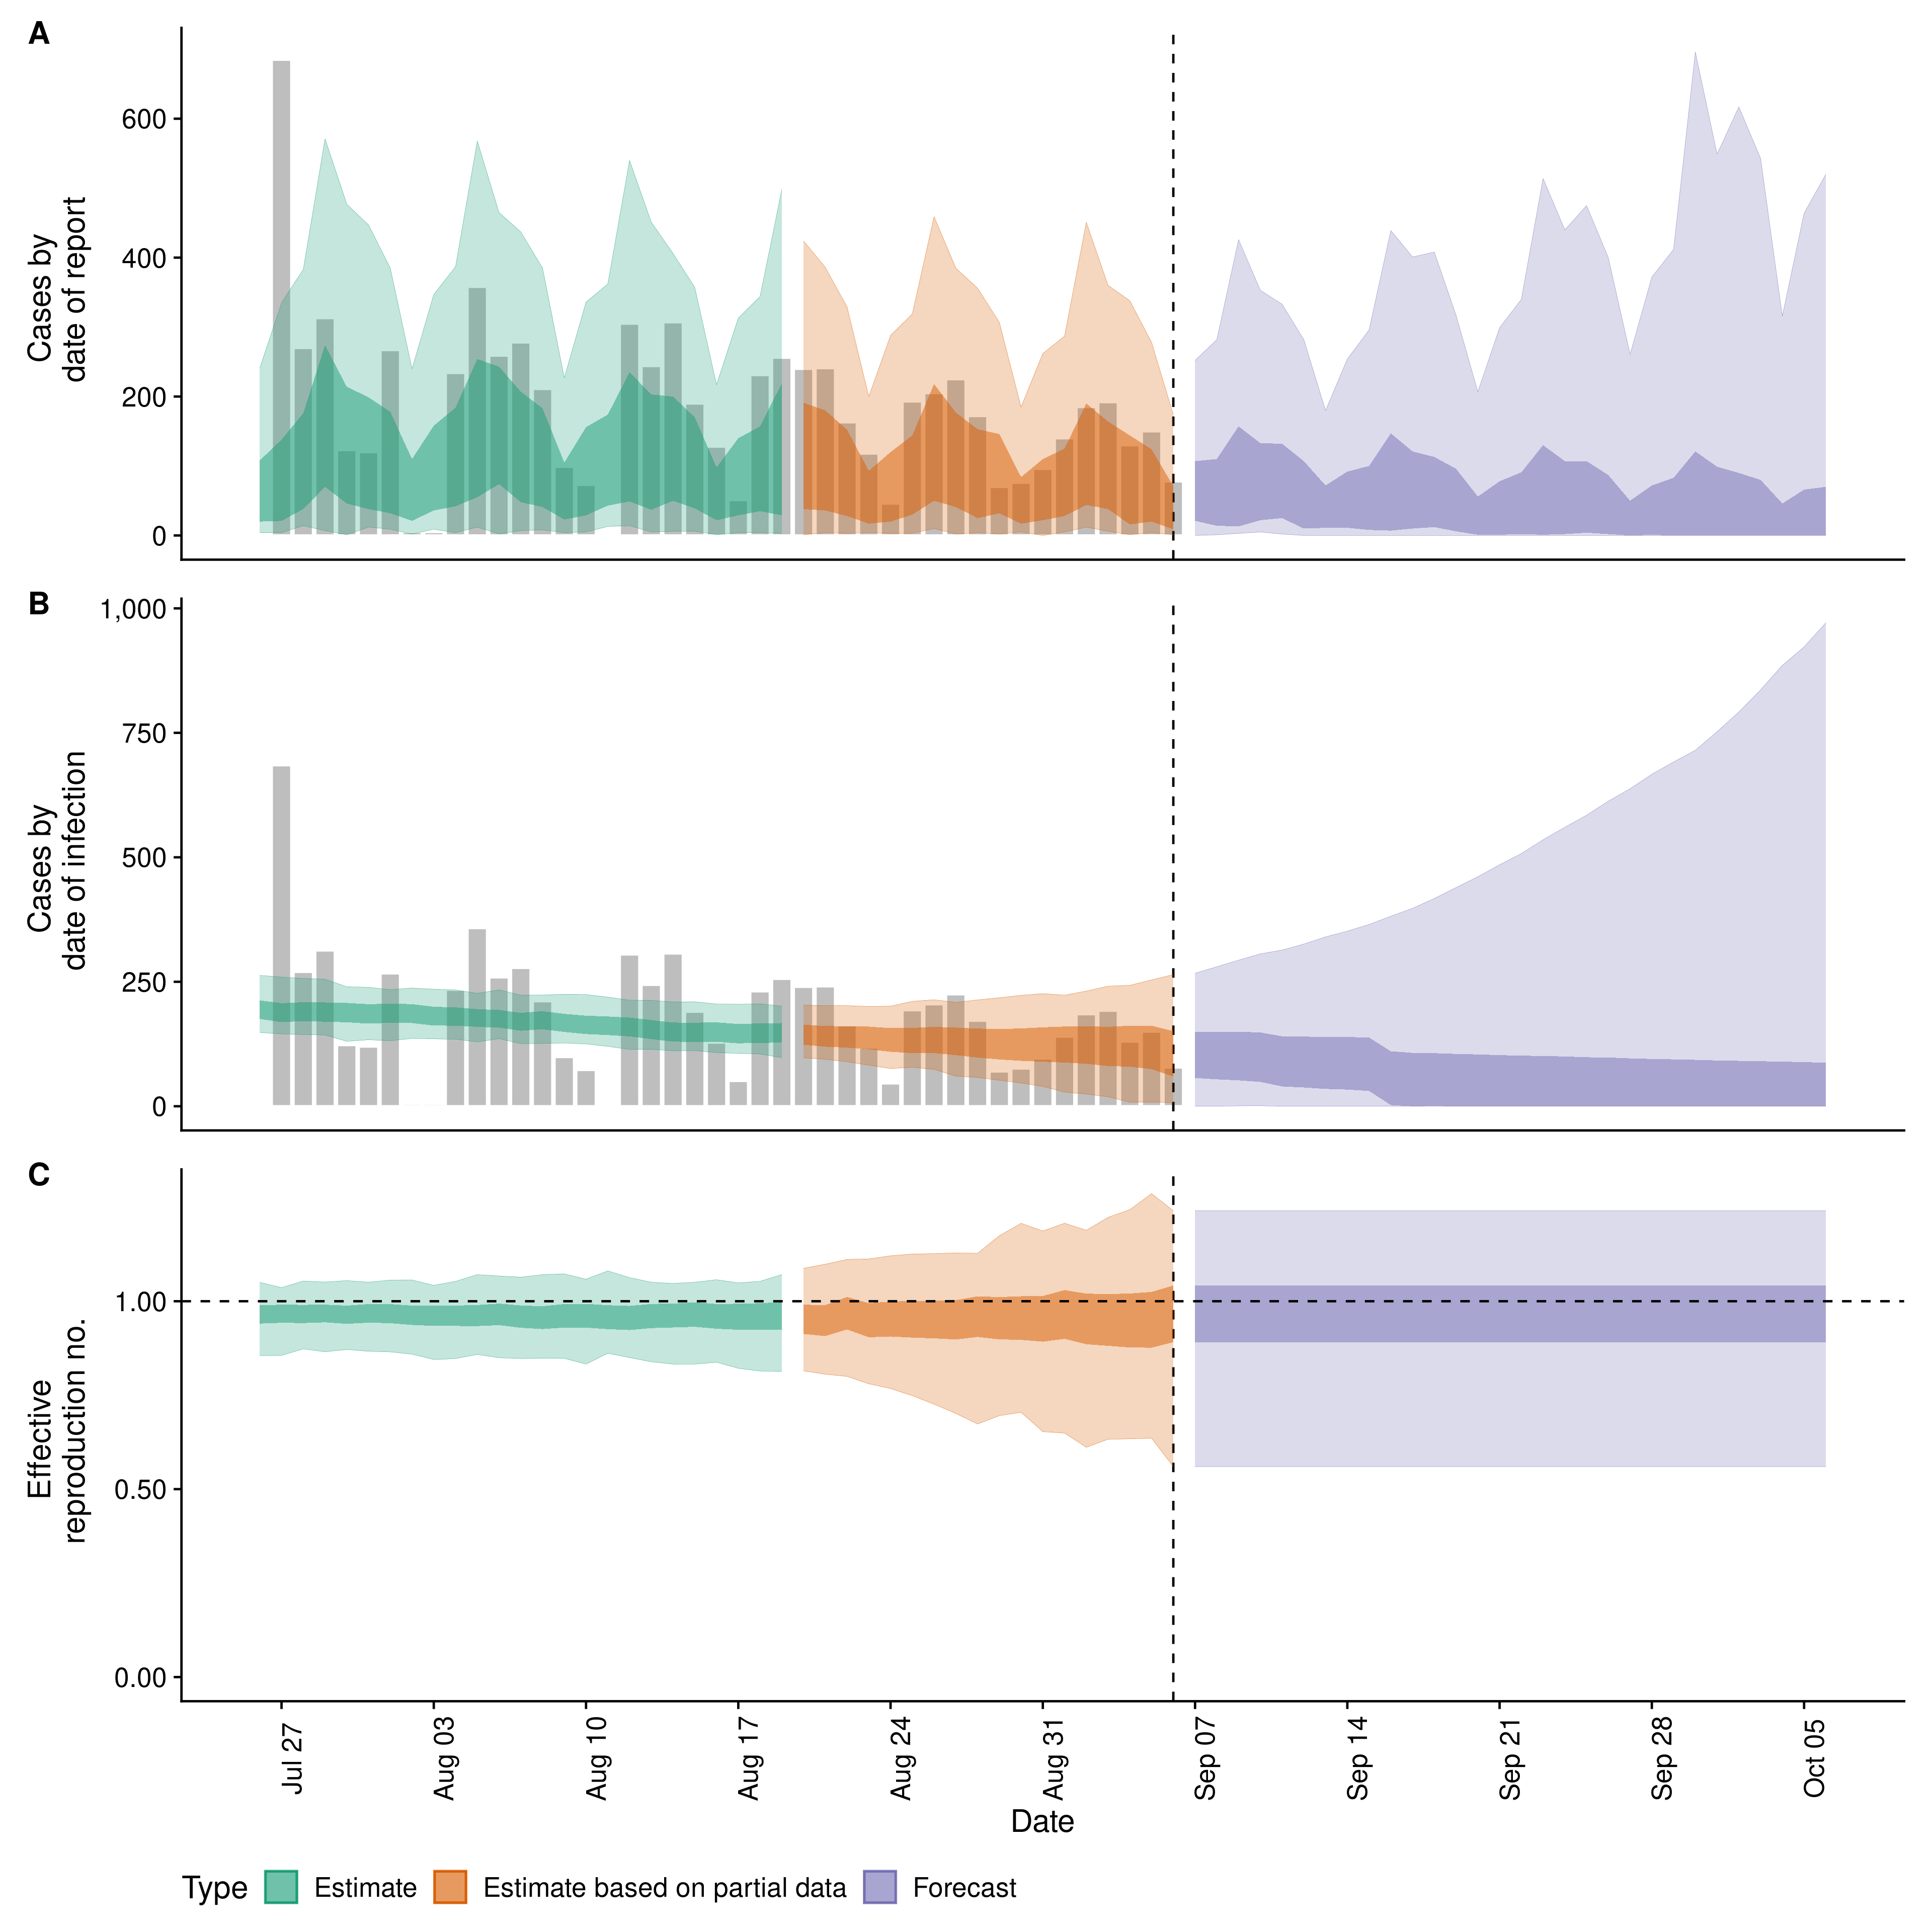 A
Cases by
date of report
600
400
200
0
B
Cases by
date of infection
1,000
750
500
250
0
C
Effective
reproduction no.
1.00
0.50
0.00
Jul 27
Aug 03
Aug 10
Aug 17
Aug 24
Aug 31
Sep 07
Sep 14
Sep 21
Sep 28
Oct 05
Date
Type Estimate Estimate based on partial data Forecast